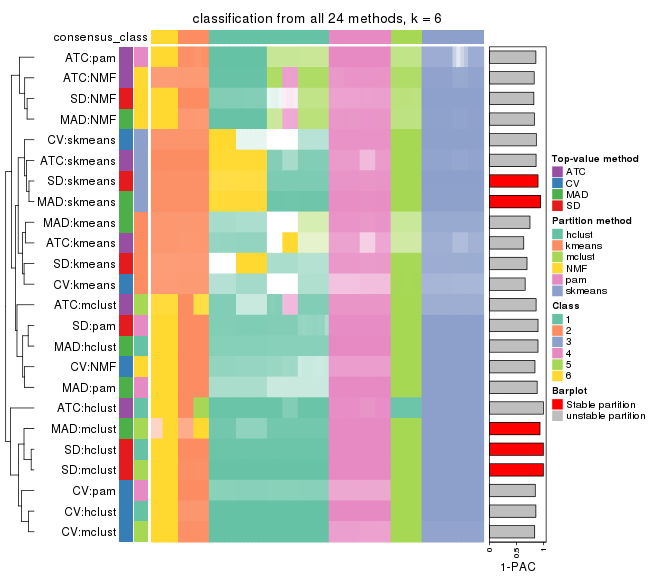 classification from all 24 methods, k = 6
consensus_class
ATC:pam
ATC:NMF
SD:NMF
MAD:NMF
CV:skmeans
ATC:skmeans
SD:skmeans
MAD:skmeans
MAD:kmeans
ATC:kmeans
SD:kmeans
CV:kmeans
ATC:mclust
SD:pam
MAD:hclust
CV:NMF
MAD:pam
ATC:hclust
MAD:mclust
SD:hclust
SD:mclust
CV:pam
CV:hclust
CV:mclust
0
0.5
1
1-PAC
Top-value method
ATC
CV
MAD
SD
Partition method
hclust
kmeans
mclust
NMF
pam
skmeans
Class
1
2
3
4
5
6
Barplot
Stable partition
unstable partition